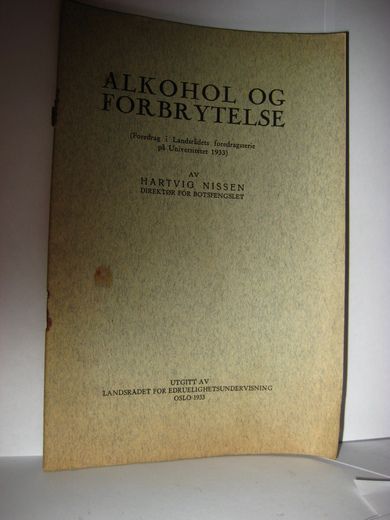 ALKOHOL OG
FORBRYTELSE
(Foredrag i Landsrådets foredragsserie
på Universitetet 1933)
AV
HARTVIG NISSEN
DIREKTØR FOR BOTSFENGSLET
UTGITT AV
LANDSRÅDET FOR EDRUELIGHETSUNDERVISNING
OSLO 1933